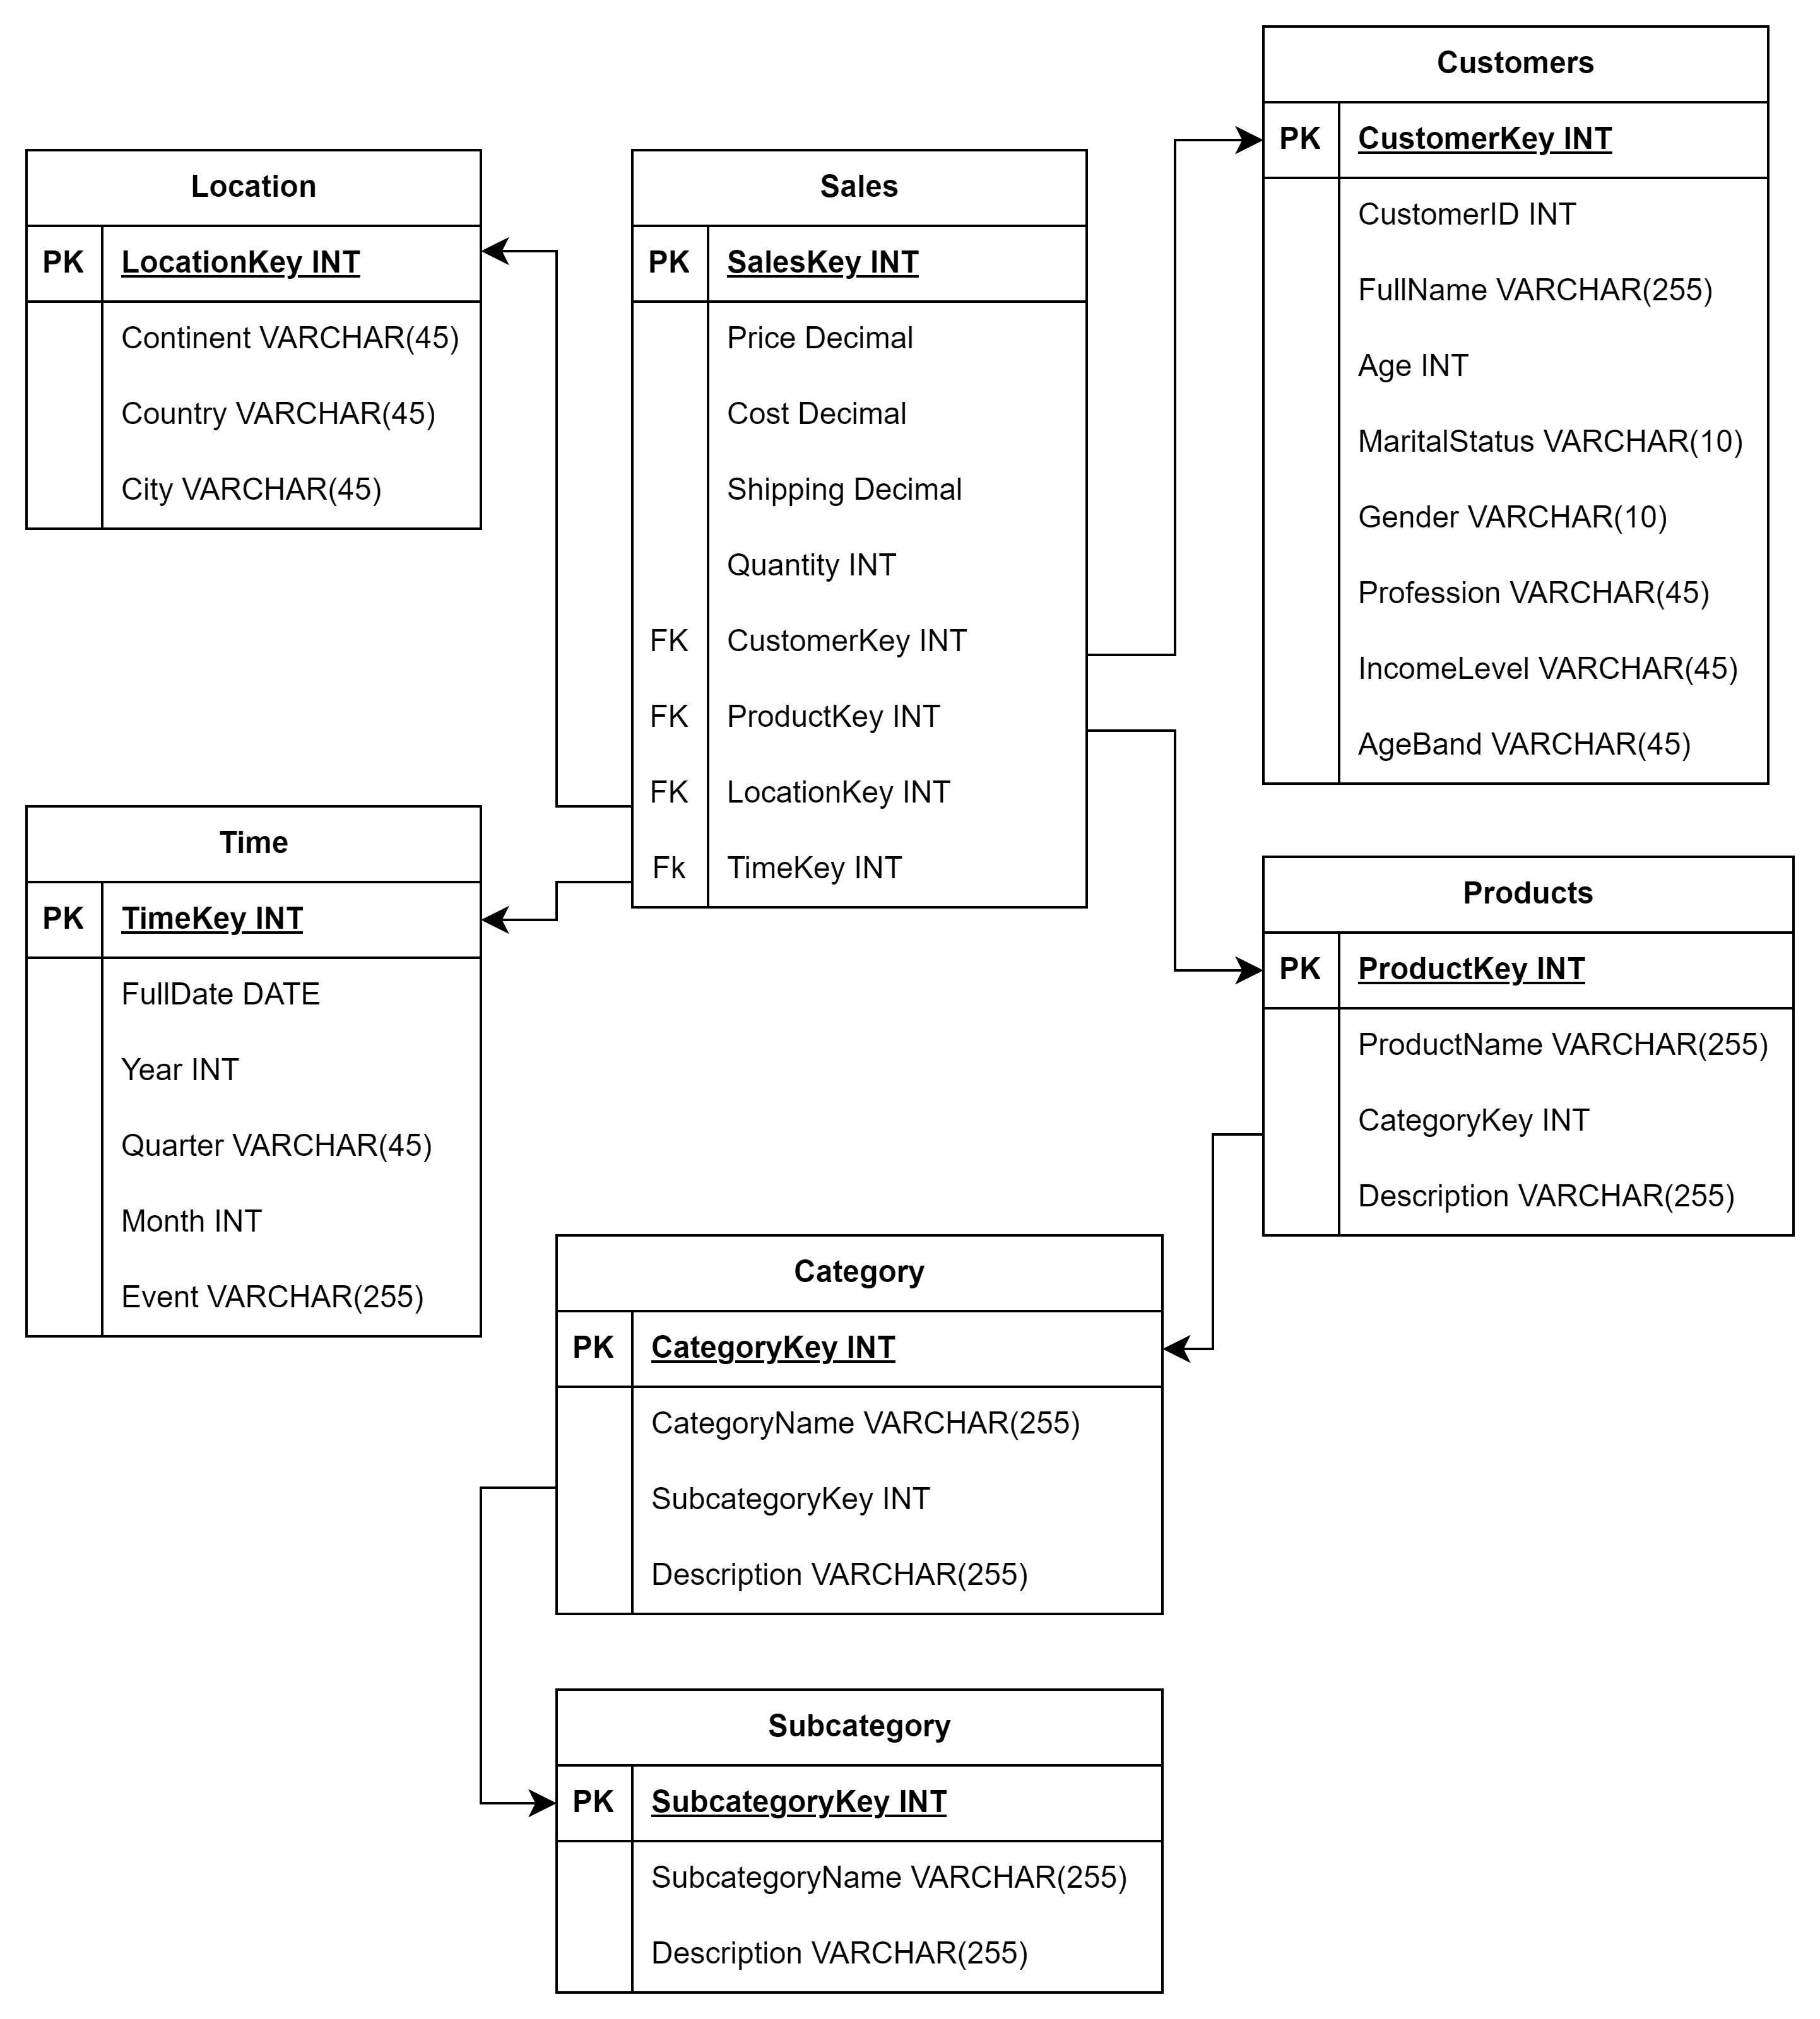 Location
PK LocationKey INT
Continent VARCHAR(45)
Country VARCHAR(45)
City VARCHAR(45)
Sales
PK SalesKey INT
Price Decimal
Cost Decimal
Shipping Decimal
Quantity INT
FK CustomerKey INT
FK ProductKey INT
FK LocationKey INT
Fk TimeKey INT
Customers
PK CustomerKey INT
CustomerID INT
FullName VARCHAR(255)
Age INT
MaritalStatus VARCHAR(10)
Gender VARCHAR(10)
Profession VARCHAR(45)
IncomeLevel VARCHAR(45)
AgeBand VARCHAR(45)
Time
PK TimeKey INT
FullDate DATE
Year INT
Quarter VARCHAR(45)
Month INT
Event VARCHAR(255)
Products
PK ProductKey INT
ProductName VARCHAR(255)
CategoryKey INT
Description VARCHAR(255)
Category
PK CategoryKey INT
CategoryName VARCHAR(255)
SubcategoryKey INT
Description VARCHAR(255)
Subcategory
PK SubcategoryKey INT
SubcategoryName VARCHAR(255)
Description VARCHAR(255)